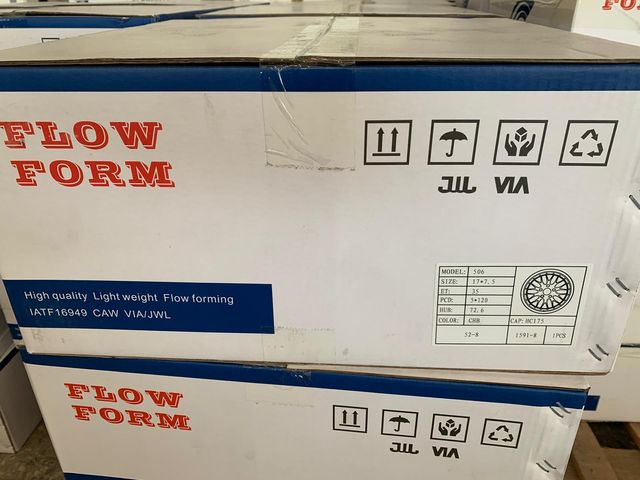 FLOW
FORM
JWL VIA
High quality Light weight Flow forming
IATF16949 CAW VIA/JWL
MODEL: 506
SIZE: 17*7.5
ET: 35
PCD: 5*120
HUB: 72.6
COLOR: CHB CAP: HC175
52-8 1591-8 1PCS
FLOW
FORM
JWL VIA